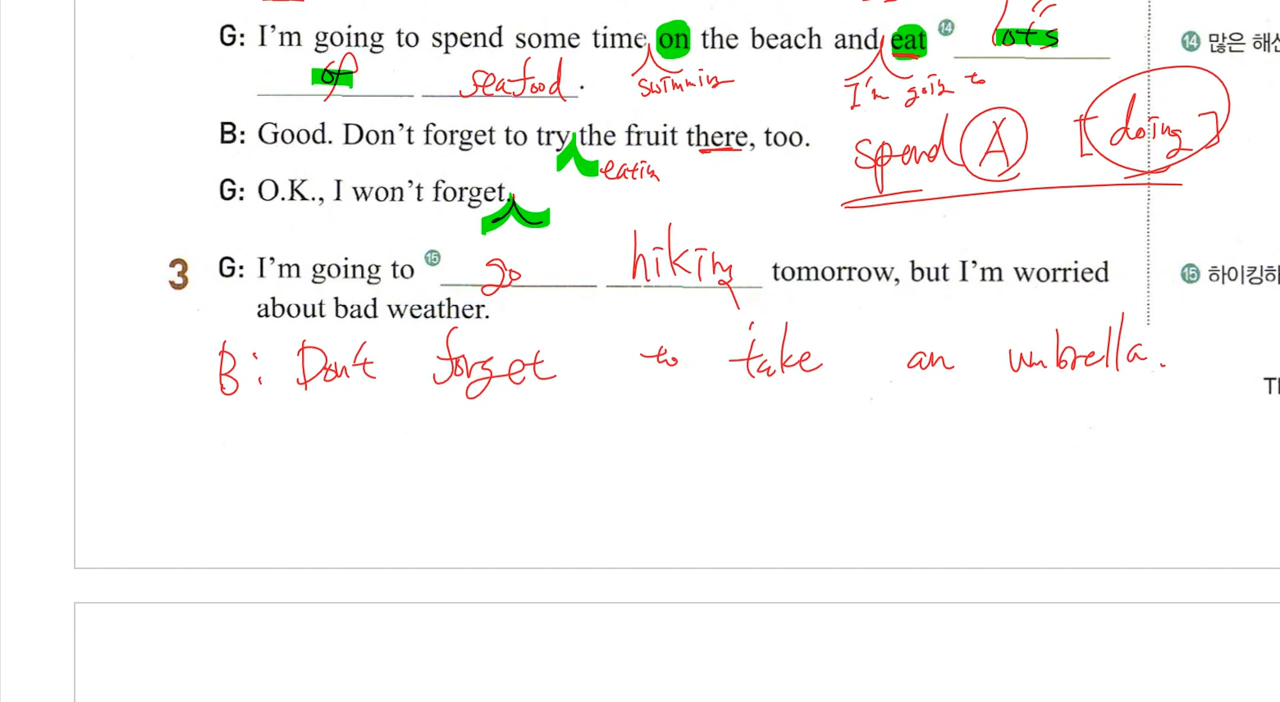 G: I'm going to spend some time on the beach and eat ⑭ lots
of seafood. swimming I'm going to
B: Good. Don't forget to try the fruit there, too.
spend A [doing]
eatin
G: O.K., I won't forget.
3 G: I'm going to ⑮ go hiking tomorrow, but I'm worried
about bad weather.
B: Don't forget to take an umbrella.
⑭ 많은 해산
⑮ 하이킹하